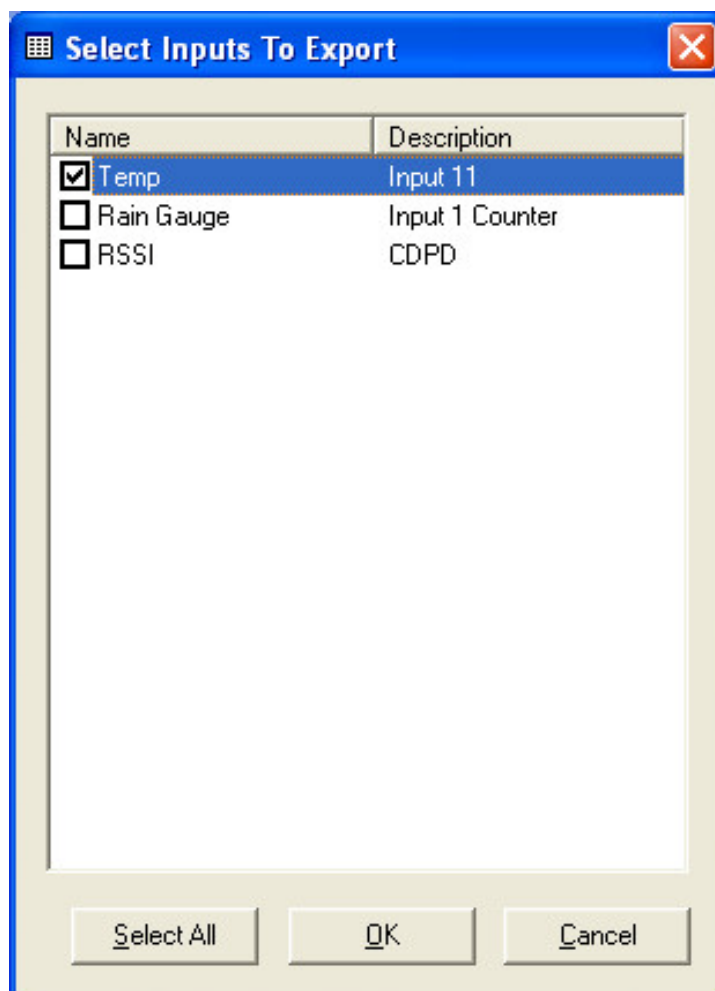 Select Inputs To Export
Name Description
Temp Input 11
Rain Gauge Input 1 Counter
RSSI CDPD
Select All OK Cancel